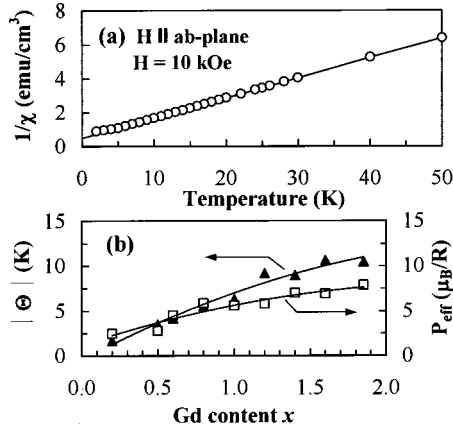 8
(a) H || ab-plane
H = 10 kOe
6
4
2
0
1/χ (emu/cm³)
0 10 20 30 40 50
Temperature (K)
15 (b) 15
10 10
5 5
0 0
| Θ | (K)
P_eff (μ_B/R)
0.0 0.5 1.0 1.5 2.0
Gd content x